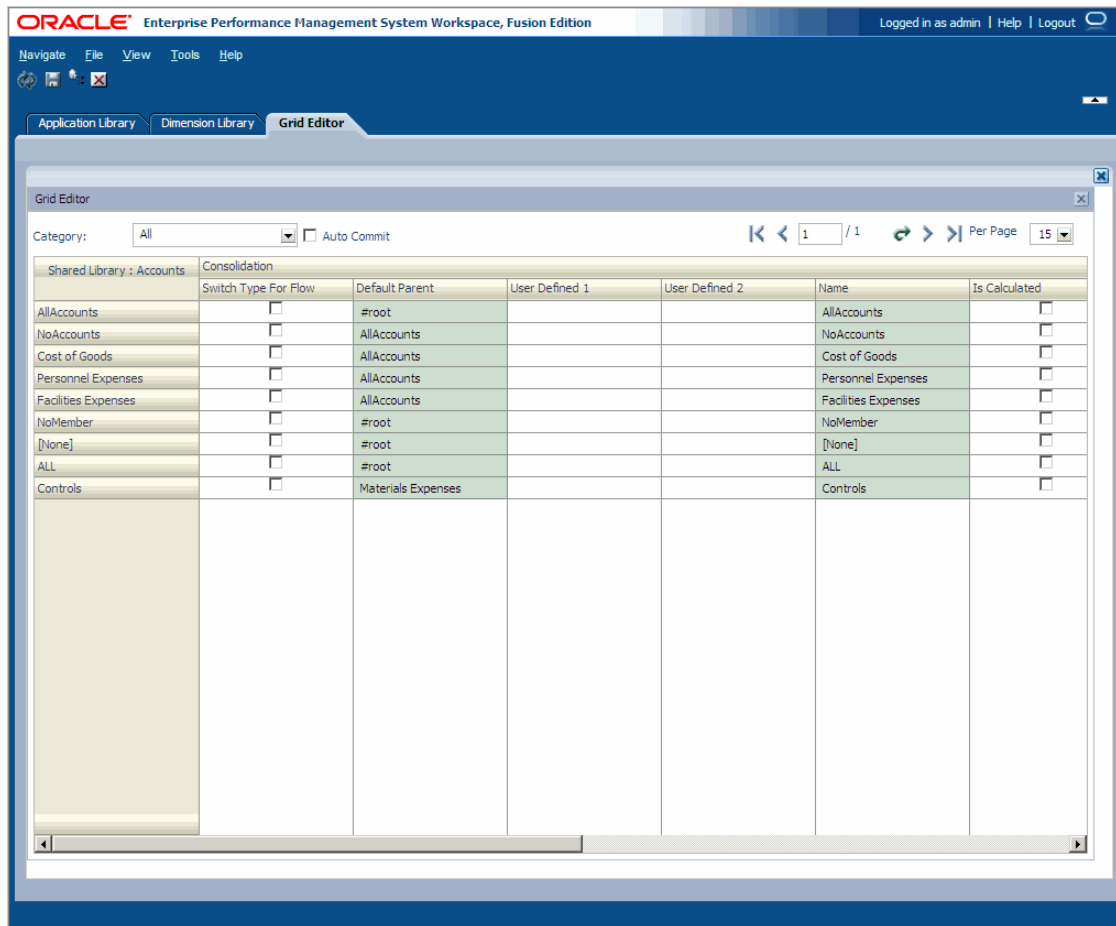 ORACLE Enterprise Performance Management System Workspace, Fusion Edition Logged in as admin | Help | Logout
Navigate File View Tools Help
Application Library Dimension Library Grid Editor
Grid Editor
Category: All Auto Commit 1 / 1 Per Page 15
Shared Library : Accounts Consolidation
Switch Type For Flow Default Parent User Defined 1 User Defined 2 Name Is Calculated
AllAccounts #root AllAccounts
NoAccounts AllAccounts NoAccounts
Cost of Goods AllAccounts Cost of Goods
Personnel Expenses AllAccounts Personnel Expenses
Facilities Expenses AllAccounts Facilities Expenses
NoMember #root NoMember
[None] #root [None]
ALL #root ALL
Controls Materials Expenses Controls